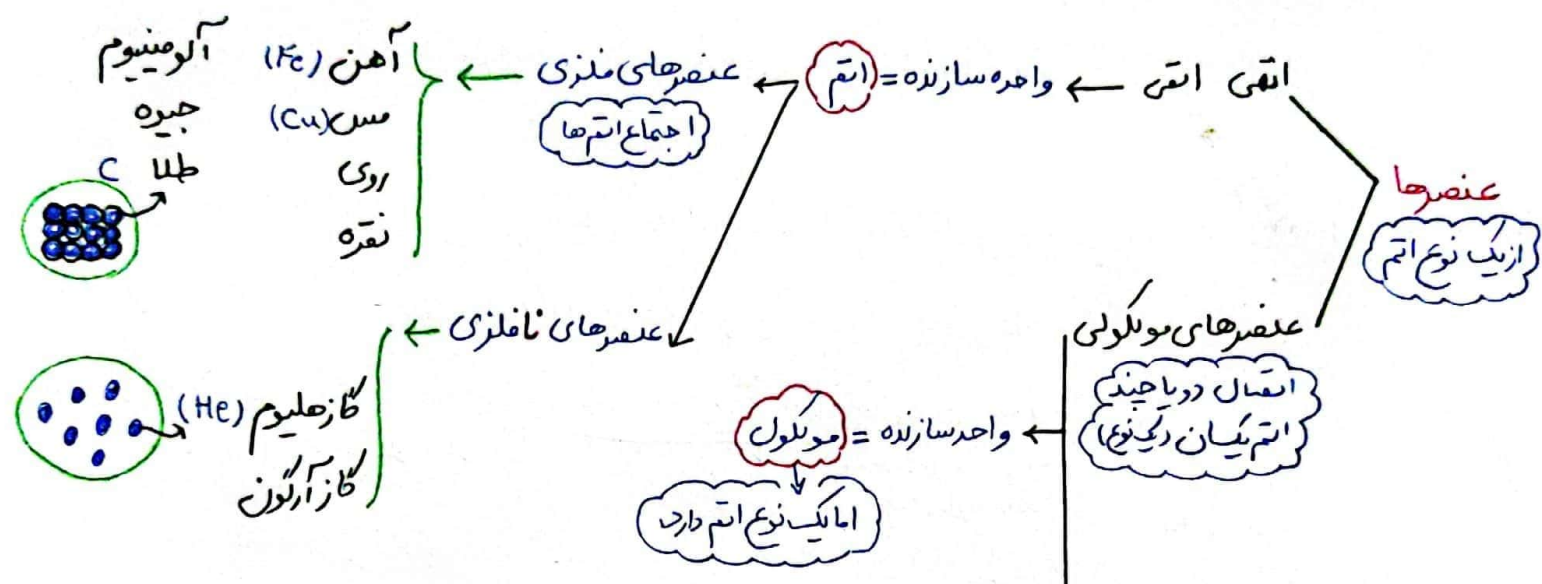 عنصرها
از یک نوع اتم
اتمی اتمی
واحد سازنده = اتم
عنصرهای فلزی
اجتماع اتم ها
آهن (Fe)
مس (Cu)
روی
نقره
آلومینیوم
جیوه
طلا C
عنصرهای نافلزی
گاز هلیوم (He)
گاز آرگون
عنصرهای مولکولی
اتصال دو یا چند
اتم یکسان (یک نوع)
واحد سازنده = مولکول
اما یک نوع اتم دارد